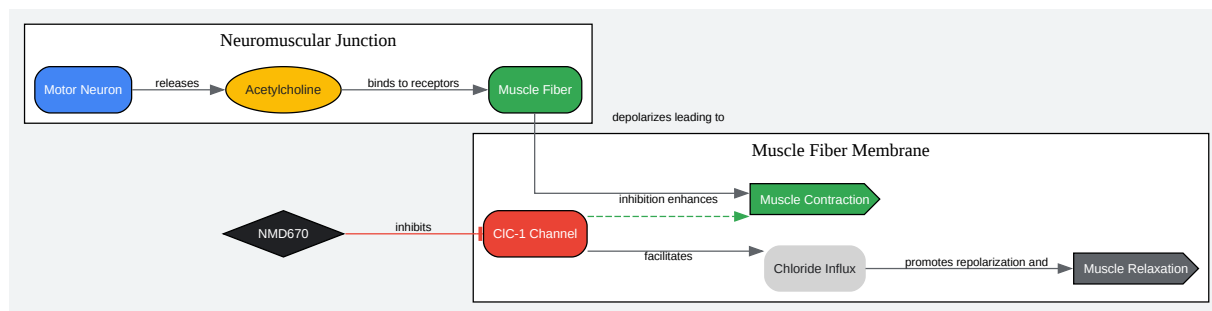 Neuromuscular Junction
Motor Neuron
releases
Acetylcholine
binds to receptors
Muscle Fiber
depolarizes leading to
Muscle Fiber Membrane
inhibition enhances
Muscle Contraction
NMD670
inhibits
ClC-1 Channel
facilitates
Chloride Influx
promotes repolarization and
Muscle Relaxation